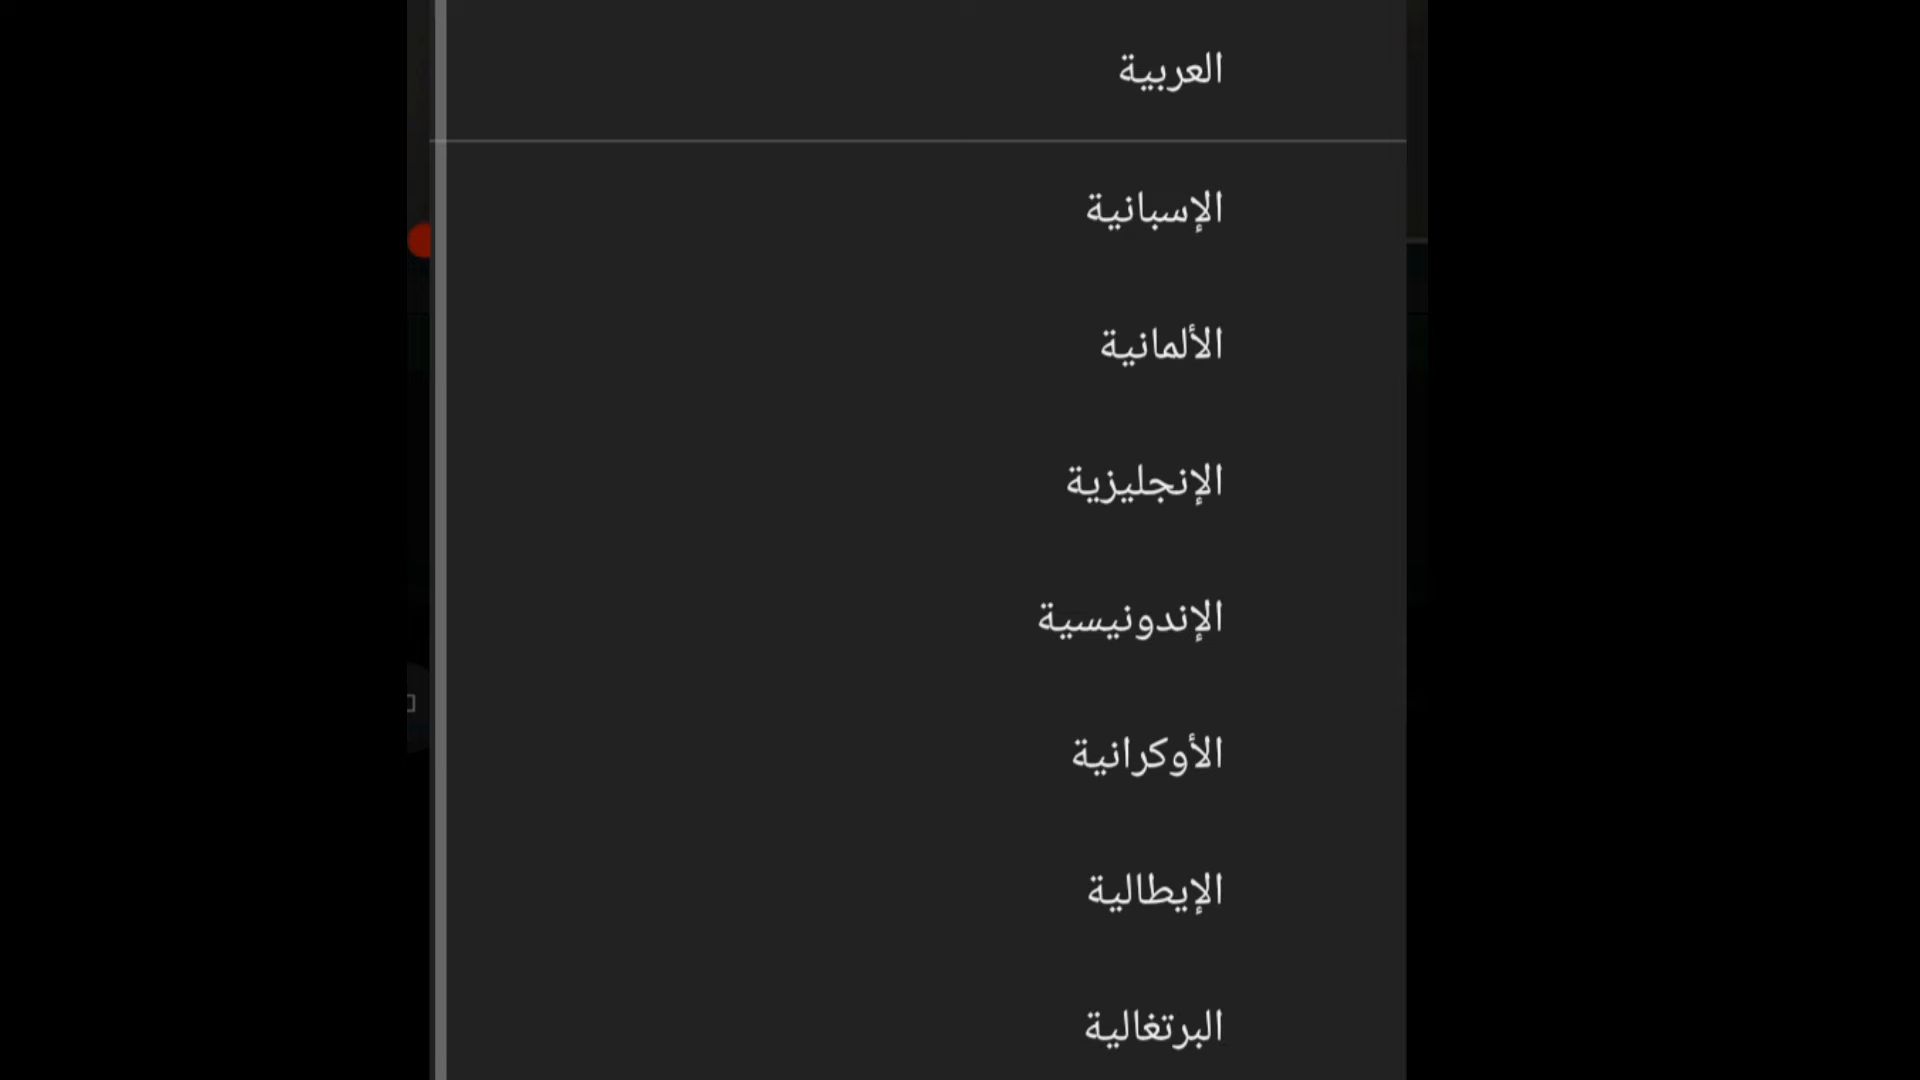 العربية
الإسبانية
الألمانية
الإنجليزية
الإندونيسية
الأوكرانية
الإيطالية
البرتغالية